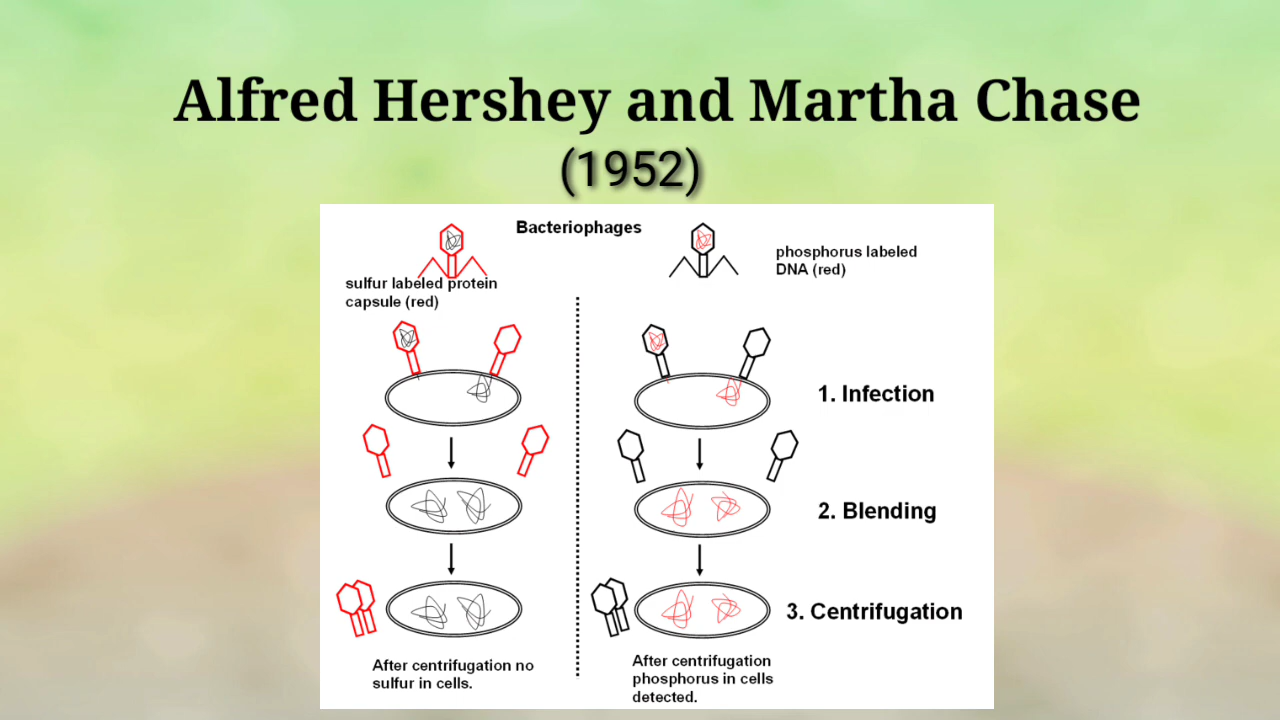 Alfred Hershey and Martha Chase
(1952)
Bacteriophages
phosphorus labeled
DNA (red)
sulfur labeled protein
capsule (red)
1. Infection
2. Blending
3. Centrifugation
After centrifugation no
sulfur in cells.
After centrifugation
phosphorus in cells
detected.